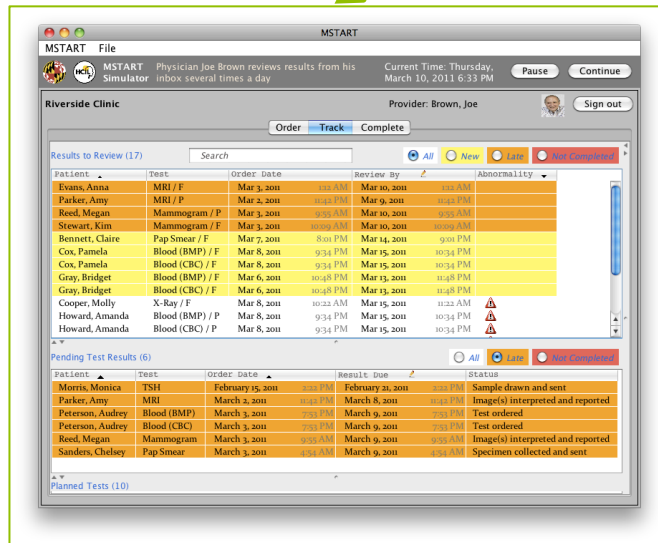 MSTART
MSTART File
HCIL MSTART Physician Joe Brown reviews results from his Current Time: Thursday, Pause Continue
Simulator inbox several times a day March 10, 2011 6:33 PM
Riverside Clinic Provider: Brown, Joe Sign out
Order Track Complete
Results to Review (17) Search All New Late Not Completed
Patient Test Order Date Review By Abnormality
Evans, Anna MRI / F Mar 3, 2011 1:12 AM Mar 10, 2011 1:12 AM
Parker, Amy MRI / P Mar 2, 2011 11:42 PM Mar 9, 2011 11:42 PM
Reed, Megan Mammogram / P Mar 3, 2011 9:55 AM Mar 10, 2011 9:55 AM
Stewart, Kim Mammogram / F Mar 3, 2011 10:09 AM Mar 10, 2011 10:09 AM
Bennett, Claire Pap Smear / F Mar 7, 2011 8:01 PM Mar 14, 2011 9:01 PM
Cox, Pamela Blood (BMP) / F Mar 8, 2011 9:34 PM Mar 15, 2011 10:34 PM
Cox, Pamela Blood (CBC) / F Mar 8, 2011 9:34 PM Mar 15, 2011 10:34 PM
Gray, Bridget Blood (BMP) / F Mar 6, 2011 10:48 PM Mar 13, 2011 11:48 PM
Gray, Bridget Blood (CBC) / F Mar 6, 2011 10:48 PM Mar 13, 2011 11:48 PM
Cooper, Molly X-Ray / F Mar 8, 2011 10:22 AM Mar 15, 2011 11:22 AM
Howard, Amanda Blood (BMP) / P Mar 8, 2011 9:34 PM Mar 15, 2011 10:34 PM
Howard, Amanda Blood (CBC) / P Mar 8, 2011 9:34 PM Mar 15, 2011 10:34 PM
Pending Test Results (6) All Late Not Completed
Patient Test Order Date Result Due Status
Morris, Monica TSH February 15, 2011 2:22 PM February 21, 2011 2:22 PM Sample drawn and sent
Parker, Amy MRI March 2, 2011 11:42 PM March 8, 2011 11:42 PM Image(s) interpreted and reported
Peterson, Audrey Blood (BMP) March 3, 2011 7:53 PM March 9, 2011 7:53 PM Test ordered
Peterson, Audrey Blood (CBC) March 3, 2011 7:53 PM March 9, 2011 7:53 PM Test ordered
Reed, Megan Mammogram March 3, 2011 9:55 AM March 9, 2011 9:55 AM Image(s) interpreted and reported
Sanders, Chelsey Pap Smear March 3, 2011 4:54 AM March 9, 2011 4:54 AM Specimen collected and sent
Planned Tests (10)